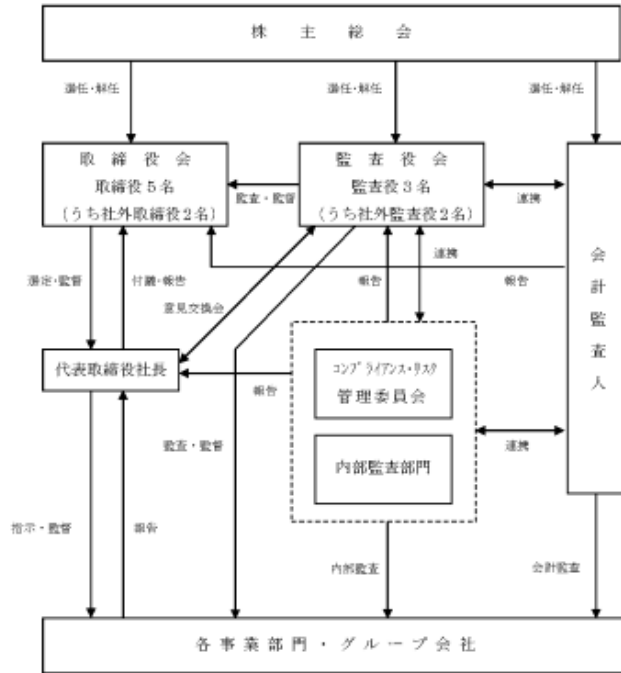 株主総会
選任・解任
選任・解任
選任・解任
取締役会
取締役5名
(うち社外取締役2名)
監査・監督
監査役会
監査役3名
(うち社外監査役2名)
連携
会計監査人
選定・監督
付議・報告
意見交換会
報告
連携
報告
代表取締役社長
報告
コンプライアンス・リスク
管理委員会
内部監査部門
監査・監督
連携
指示・監督
報告
内部監査
会計監査
各事業部門・グループ会社